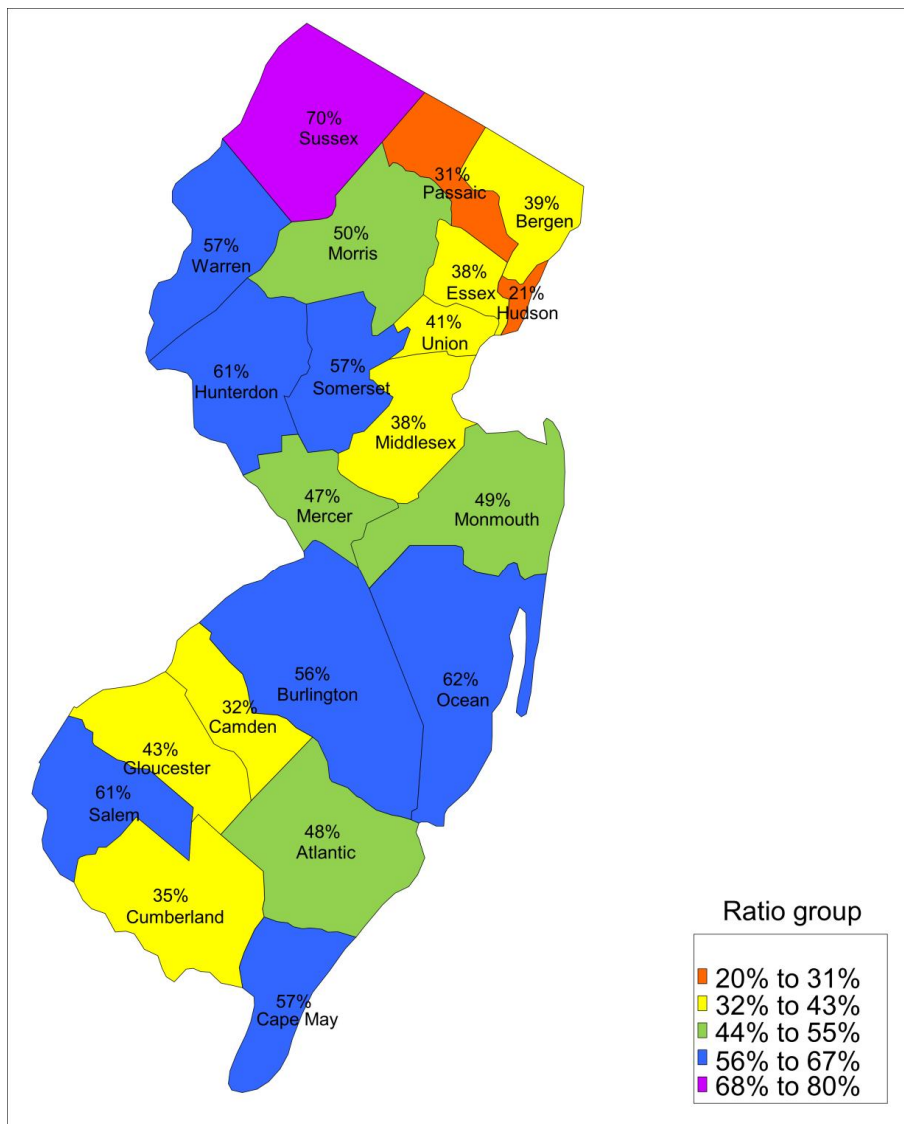 70%
Sussex
31%
Passaic
39%
Bergen
50%
Morris
57%
Warren
38%
Essex
21%
Hudson
41%
Union
61%
Hunterdon
57%
Somerset
38%
Middlesex
47%
Mercer
49%
Monmouth
56%
Burlington
62%
Ocean
32%
Camden
43%
Gloucester
61%
Salem
48%
Atlantic
35%
Cumberland
57%
Cape May
Ratio group
20% to 31%
32% to 43%
44% to 55%
56% to 67%
68% to 80%